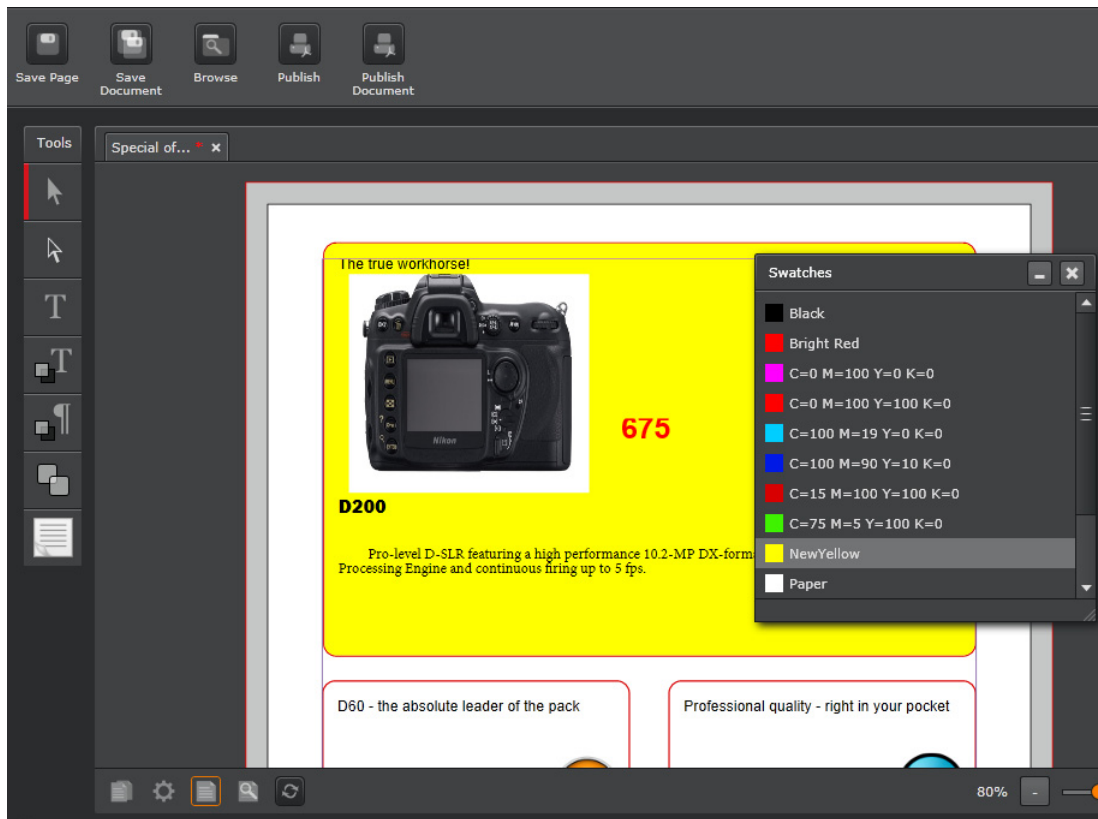 Save Page
Save
Document
Browse
Publish
Publish
Document
Tools
Special of... * ×
The true workhorse!
Nikon
675
D200
Pro-level D-SLR featuring a high performance 10.2-MP DX-forma
Processing Engine and continuous firing up to 5 fps.
Swatches
Black
Bright Red
C=0 M=100 Y=0 K=0
C=0 M=100 Y=100 K=0
C=100 M=19 Y=0 K=0
C=100 M=90 Y=10 K=0
C=15 M=100 Y=100 K=0
C=75 M=5 Y=100 K=0
NewYellow
Paper
D60 - the absolute leader of the pack
Professional quality - right in your pocket
80%